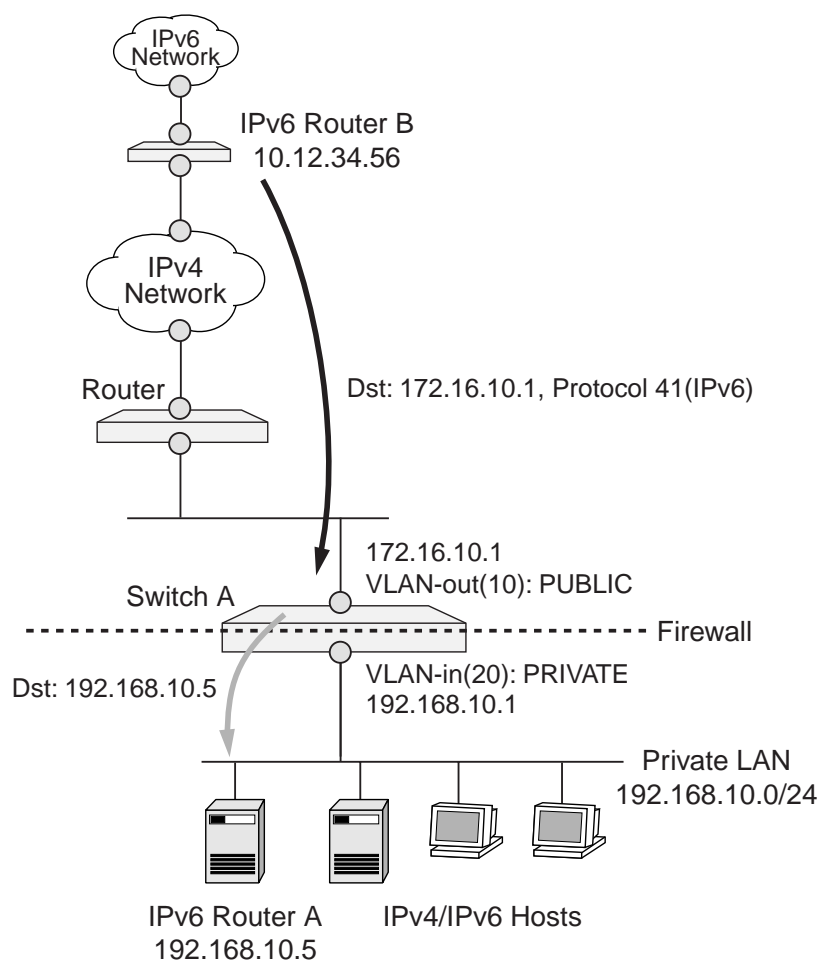 IPv6
Network
IPv6 Router B
10.12.34.56
IPv4
Network
Router
Dst: 172.16.10.1, Protocol 41(IPv6)
172.16.10.1
VLAN-out(10): PUBLIC
Switch A
Firewall
VLAN-in(20): PRIVATE
192.168.10.1
Dst: 192.168.10.5
Private LAN
192.168.10.0/24
IPv6 Router A
192.168.10.5
IPv4/IPv6 Hosts